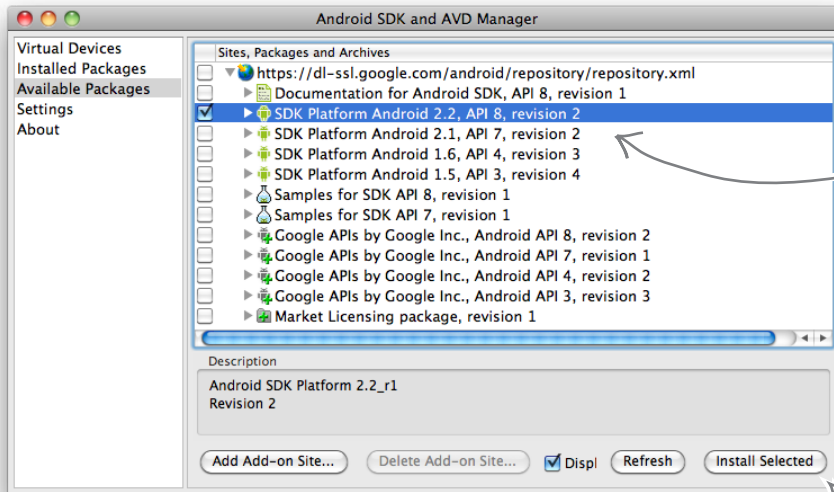 Android SDK and AVD Manager
Virtual Devices
Installed Packages
Available Packages
Settings
About
Sites, Packages and Archives
https://dl-ssl.google.com/android/repository/repository.xml
Documentation for Android SDK, API 8, revision 1
SDK Platform Android 2.2, API 8, revision 2
SDK Platform Android 2.1, API 7, revision 2
SDK Platform Android 1.6, API 4, revision 3
SDK Platform Android 1.5, API 3, revision 4
Samples for SDK API 8, revision 1
Samples for SDK API 7, revision 1
Google APIs by Google Inc., Android API 8, revision 2
Google APIs by Google Inc., Android API 7, revision 1
Google APIs by Google Inc., Android API 4, revision 2
Google APIs by Google Inc., Android API 3, revision 3
Market Licensing package, revision 1
Description
Android SDK Platform 2.2_r1
Revision 2
Add Add-on Site... Delete Add-on Site... Displ Refresh Install Selected